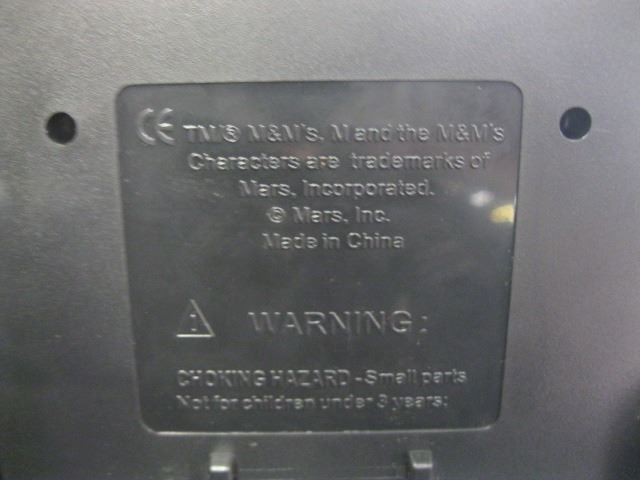 CE TM/® M&M's, M and the M&M's
Characters are trademarks of
Mars, Incorporated.
© Mars, Inc.
Made in China
WARNING:
CHOKING HAZARD-Small parts
Not for children under 3 years: